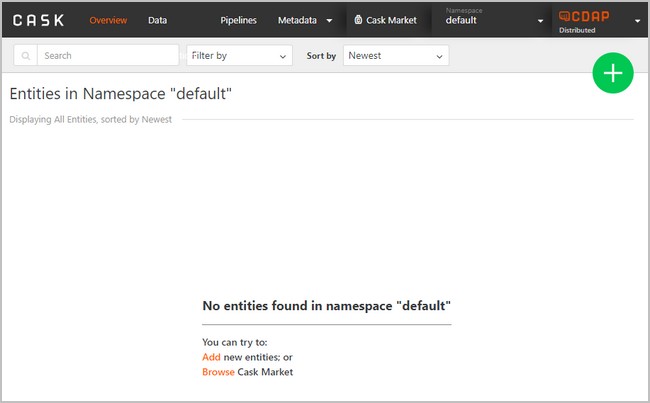 CASK Overview Data Pipelines Metadata Cask Market Namespace default CDAP Distributed
Search Filter by Sort by Newest
Entities in Namespace "default"
Displaying All Entities, sorted by Newest
No entities found in namespace "default"
You can try to:
Add new entities; or
Browse Cask Market